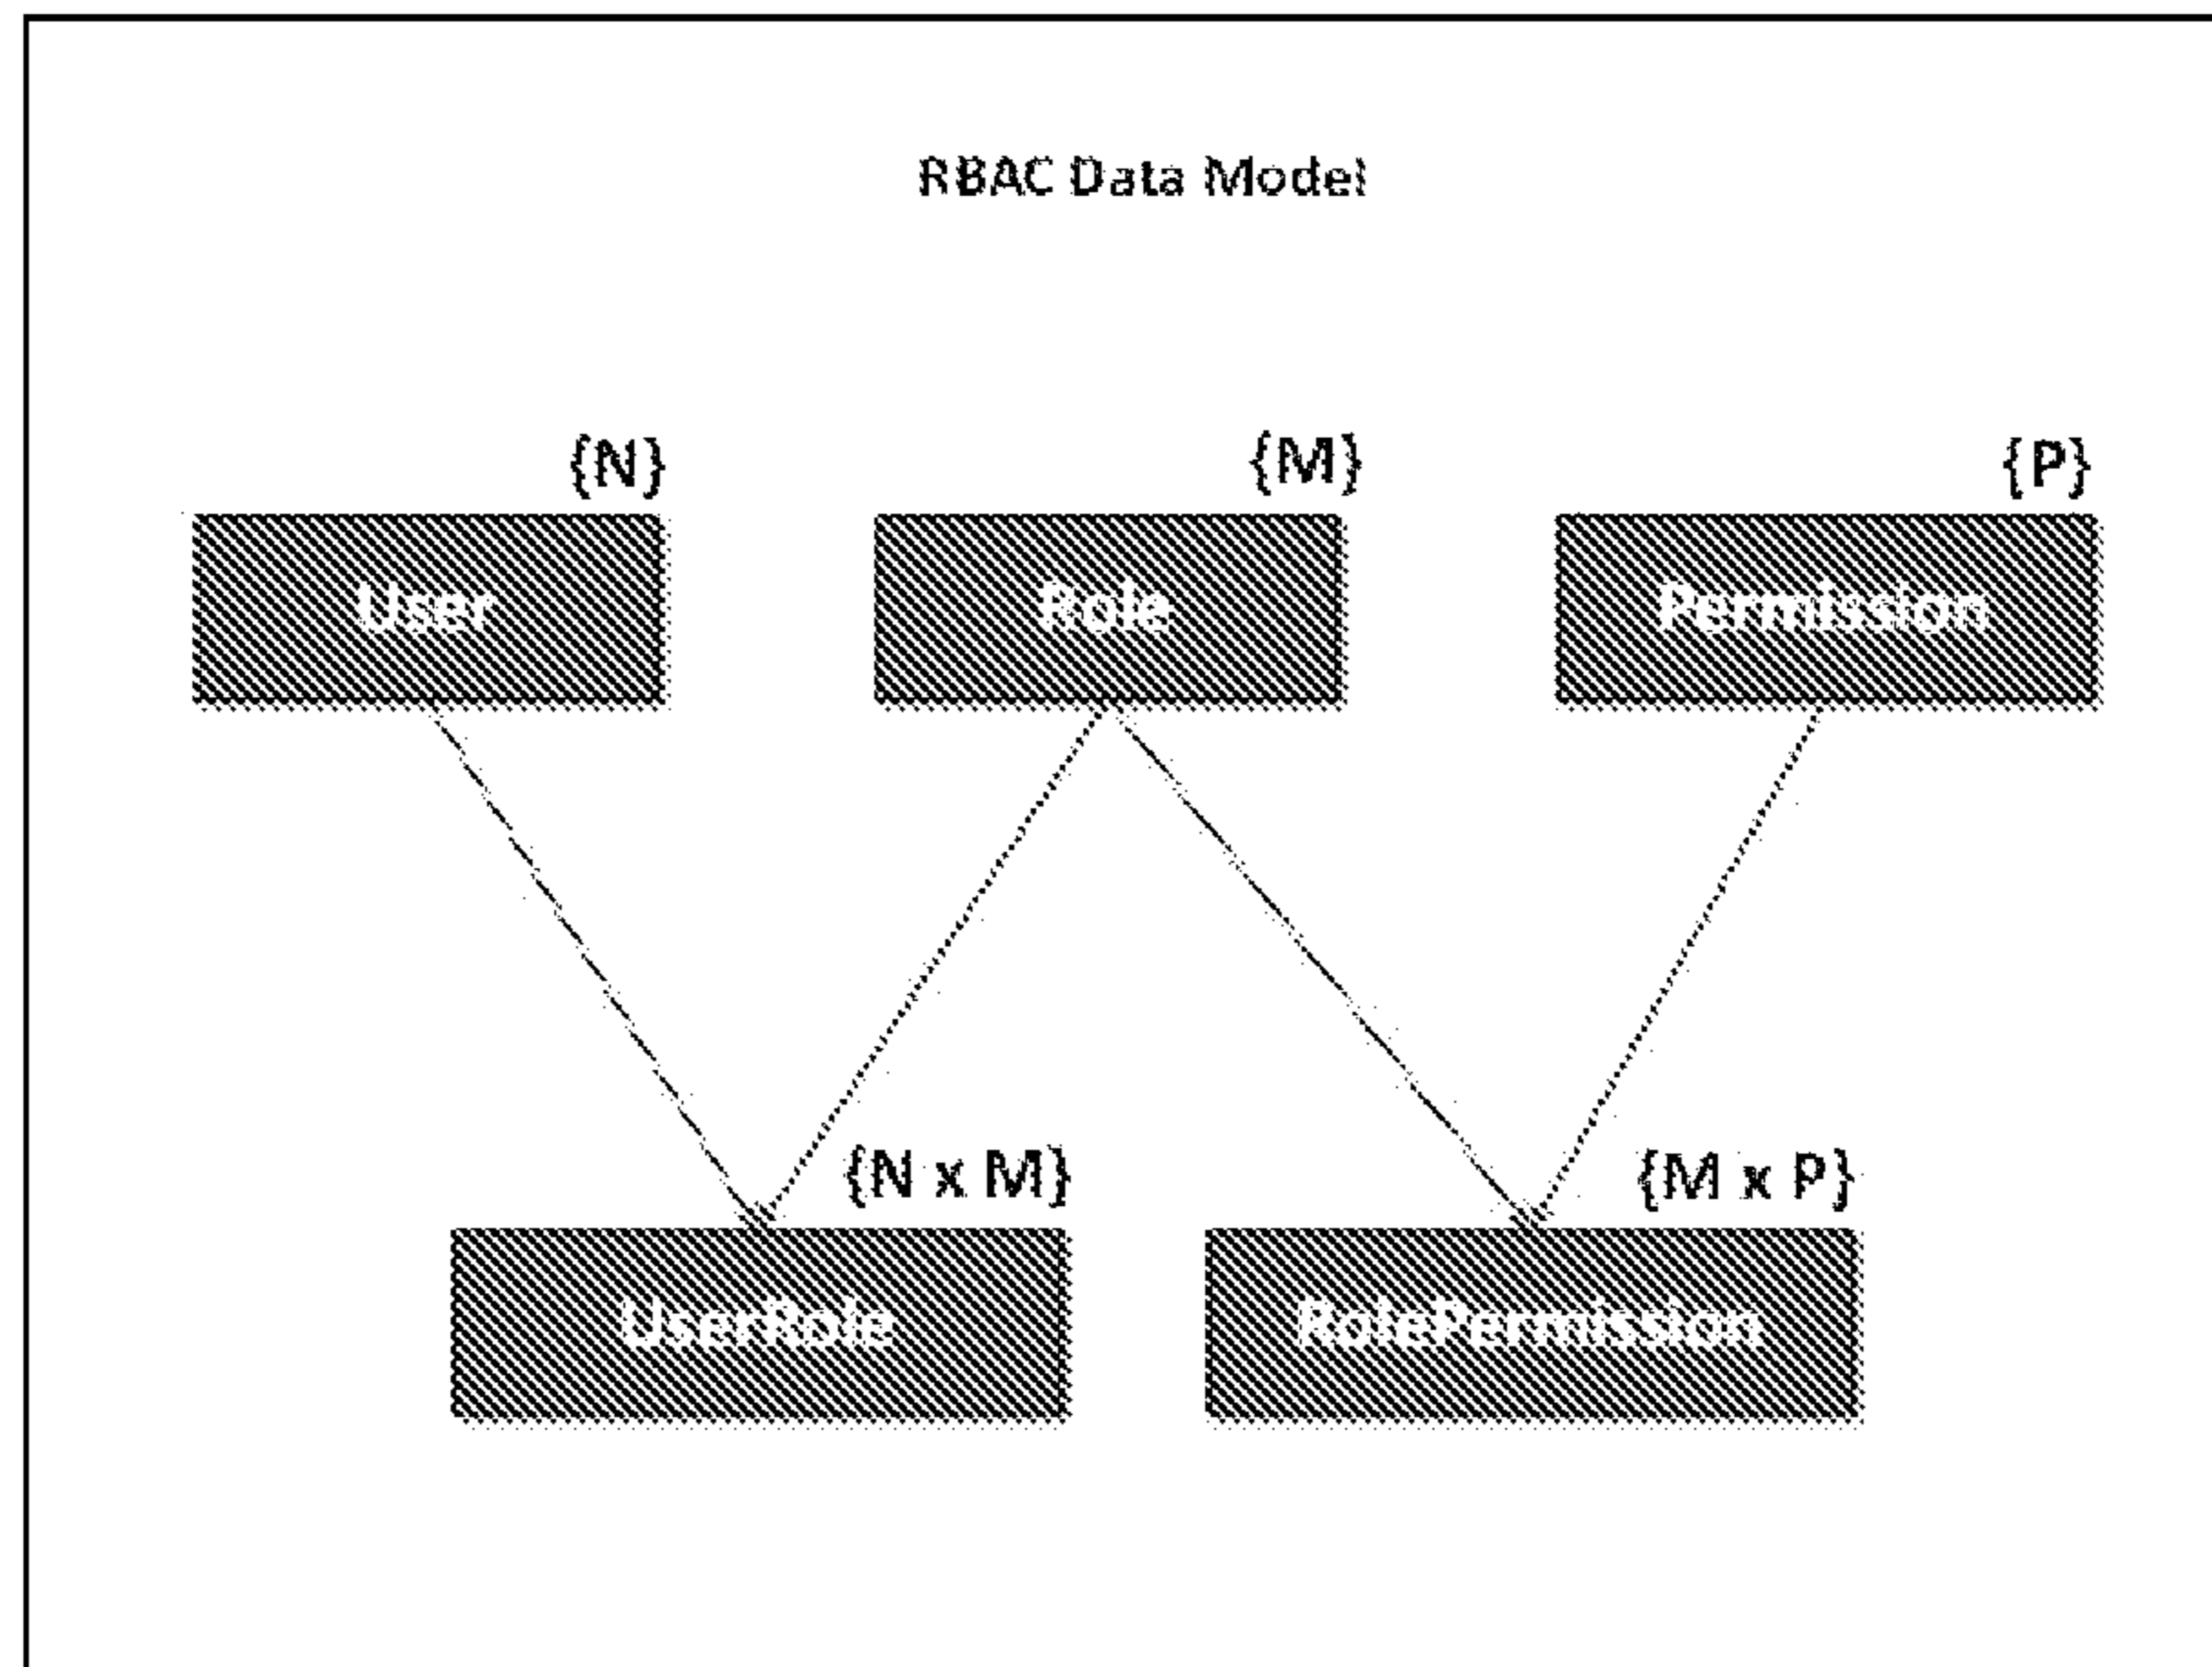 RBAC Data Model
{N}
{M}
{P}
User
Role
Permission
{N x M}
{M x P}
UserRole
RolePermission